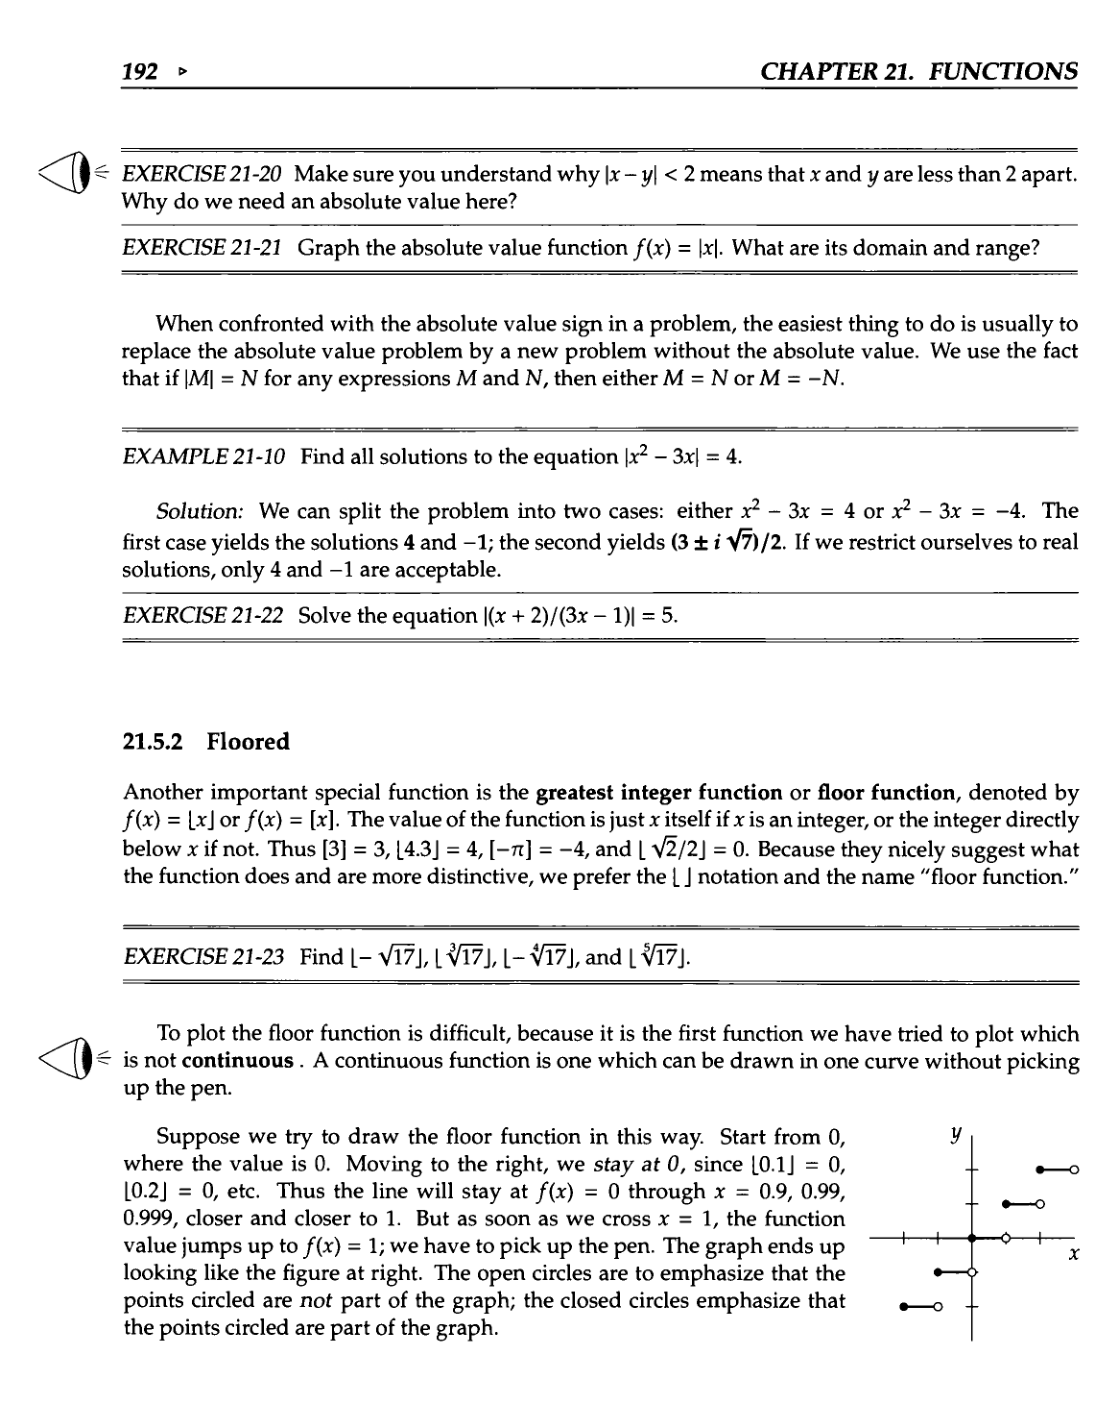 192 ▹ CHAPTER 21. FUNCTIONS
EXERCISE 21-20 Make sure you understand why |x − y| < 2 means that x and y are less than 2 apart.
Why do we need an absolute value here?
EXERCISE 21-21 Graph the absolute value function f(x) = |x|. What are its domain and range?
When confronted with the absolute value sign in a problem, the easiest thing to do is usually to
replace the absolute value problem by a new problem without the absolute value. We use the fact
that if |M| = N for any expressions M and N, then either M = N or M = −N.
EXAMPLE 21-10 Find all solutions to the equation |x² − 3x| = 4.
Solution: We can split the problem into two cases: either x² − 3x = 4 or x² − 3x = −4. The
first case yields the solutions 4 and −1; the second yields (3 ± i √7)/2. If we restrict ourselves to real
solutions, only 4 and −1 are acceptable.
EXERCISE 21-22 Solve the equation |(x + 2)/(3x − 1)| = 5.
21.5.2 Floored
Another important special function is the greatest integer function or floor function, denoted by
f(x) = ⌊x⌋ or f(x) = [x]. The value of the function is just x itself if x is an integer, or the integer directly
below x if not. Thus [3] = 3, ⌊4.3⌋ = 4, [−π] = −4, and ⌊√2/2⌋ = 0. Because they nicely suggest what
the function does and are more distinctive, we prefer the ⌊ ⌋ notation and the name "floor function."
EXERCISE 21-23 Find ⌊−√17⌋, ⌊∛17⌋, ⌊−∜17⌋, and ⌊⁵√17⌋.
To plot the floor function is difficult, because it is the first function we have tried to plot which
is not continuous . A continuous function is one which can be drawn in one curve without picking
up the pen.
Suppose we try to draw the floor function in this way. Start from 0,
where the value is 0. Moving to the right, we stay at 0, since ⌊0.1⌋ = 0,
⌊0.2⌋ = 0, etc. Thus the line will stay at f(x) = 0 through x = 0.9, 0.99,
0.999, closer and closer to 1. But as soon as we cross x = 1, the function
value jumps up to f(x) = 1; we have to pick up the pen. The graph ends up
looking like the figure at right. The open circles are to emphasize that the
points circled are not part of the graph; the closed circles emphasize that
the points circled are part of the graph.
y
x